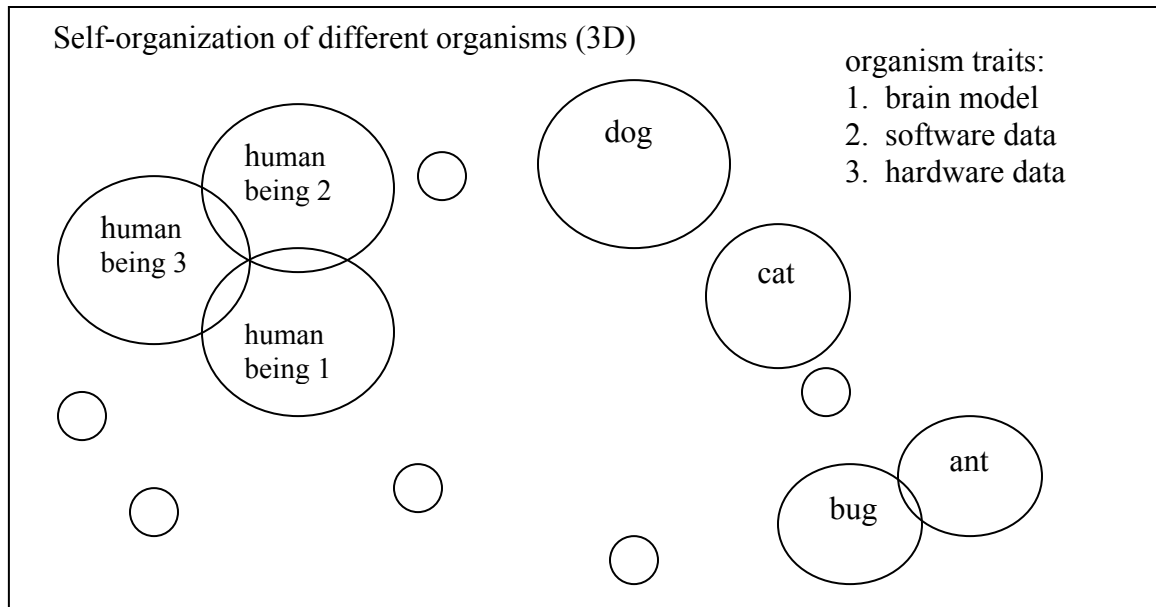 Self-organization of different organisms (3D)
organism traits:
1. brain model
2. software data
3. hardware data
human
being 2
human
being 3
human
being 1
dog
cat
ant
bug